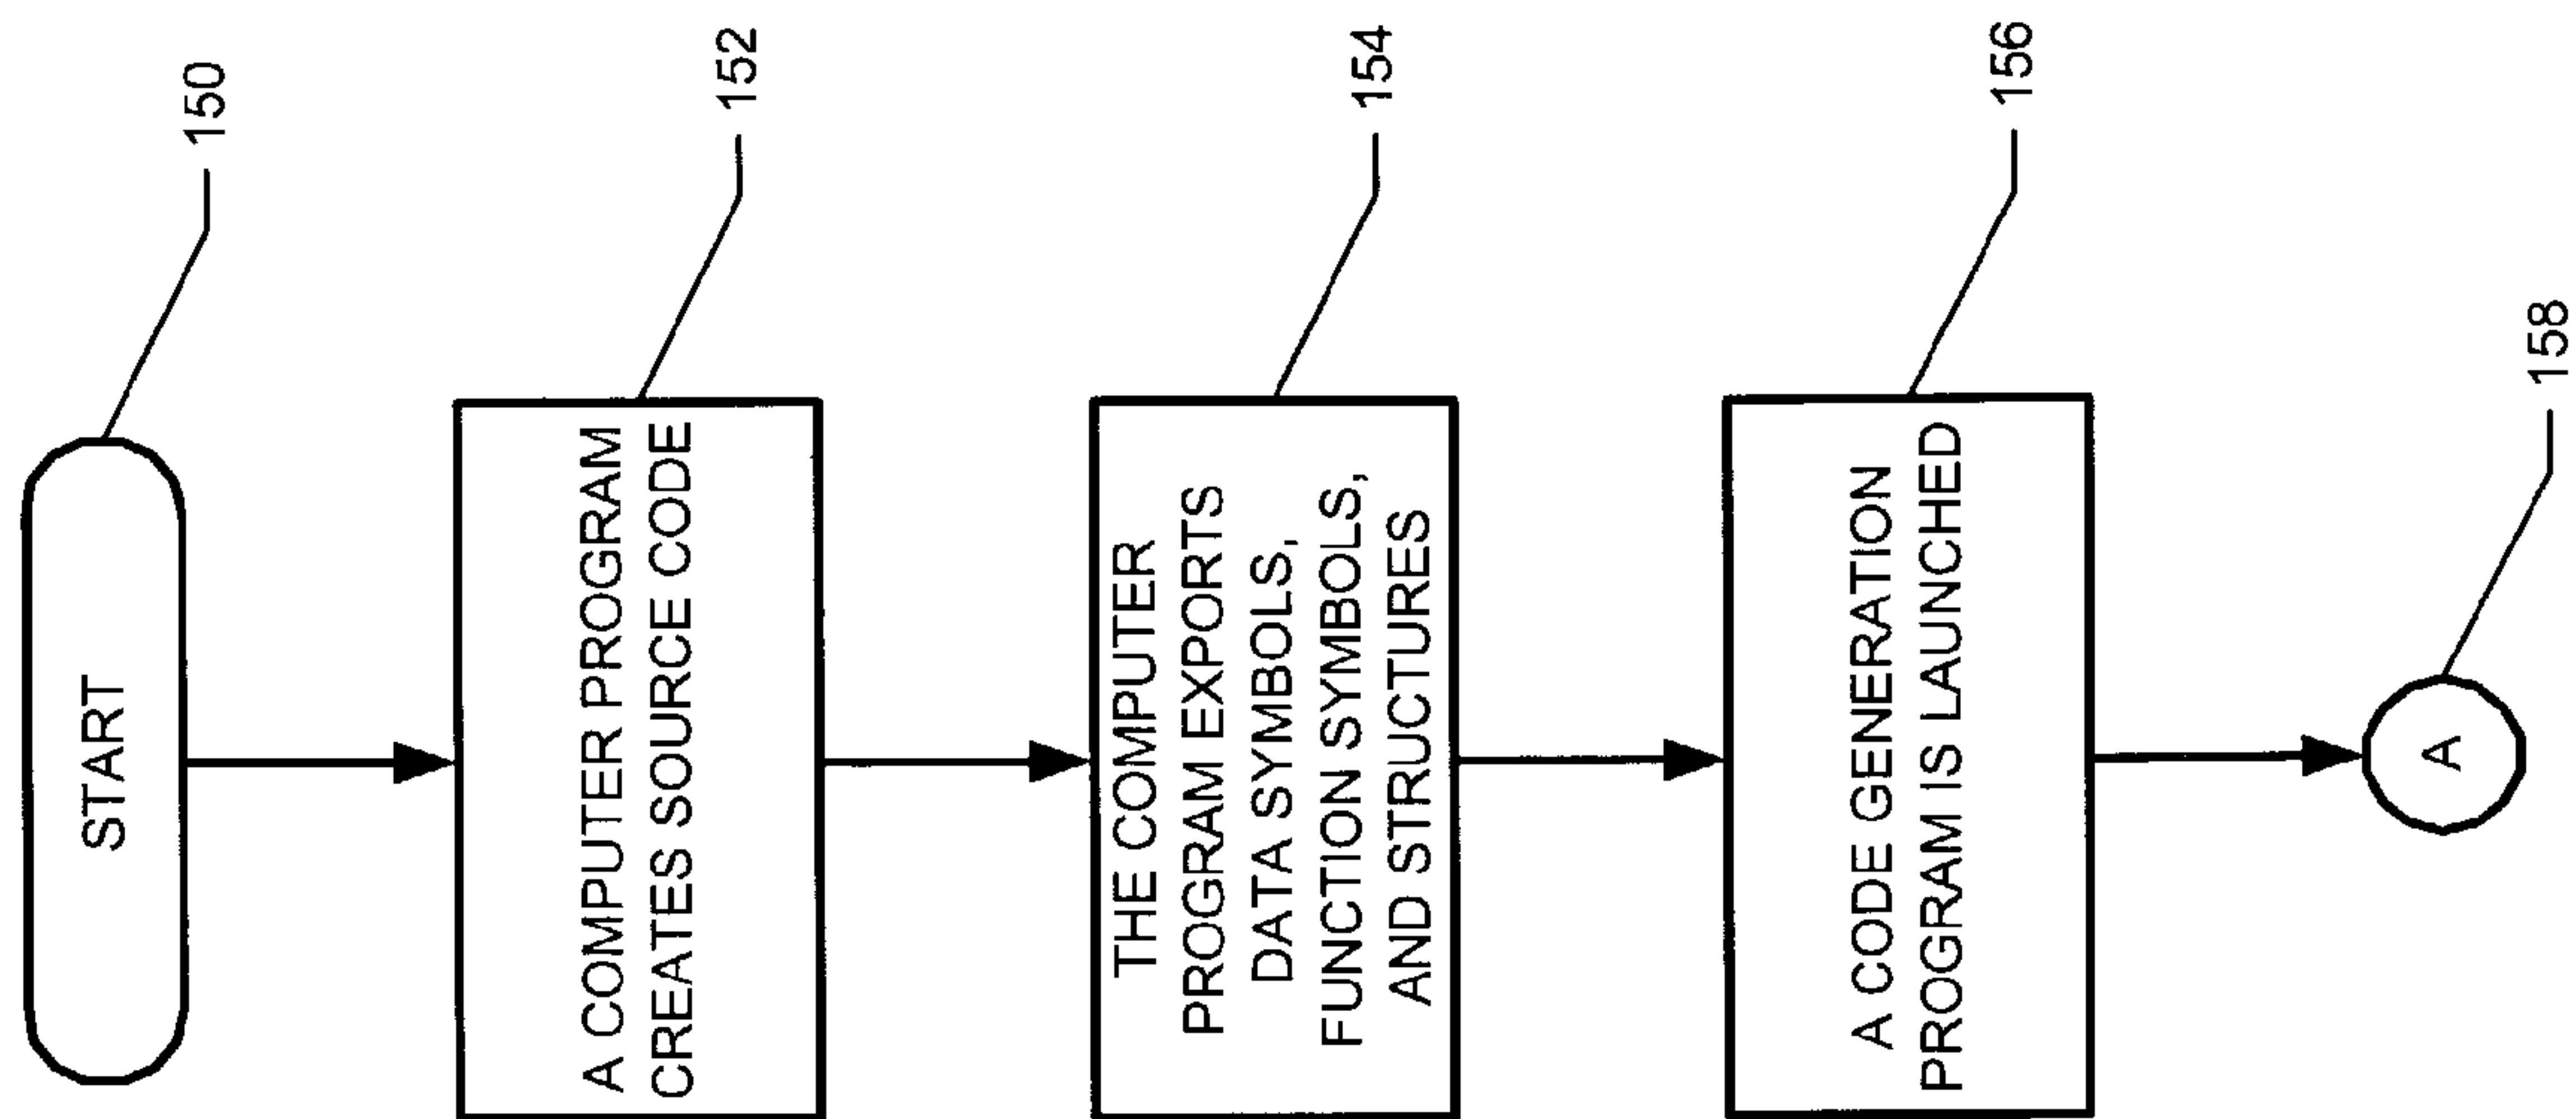 START
150
A COMPUTER PROGRAM
CREATES SOURCE CODE
152
THE COMPUTER
PROGRAM EXPORTS
DATA SYMBOLS,
FUNCTION SYMBOLS,
AND STRUCTURES
154
A CODE GENERATION
PROGRAM IS LAUNCHED
156
A
158